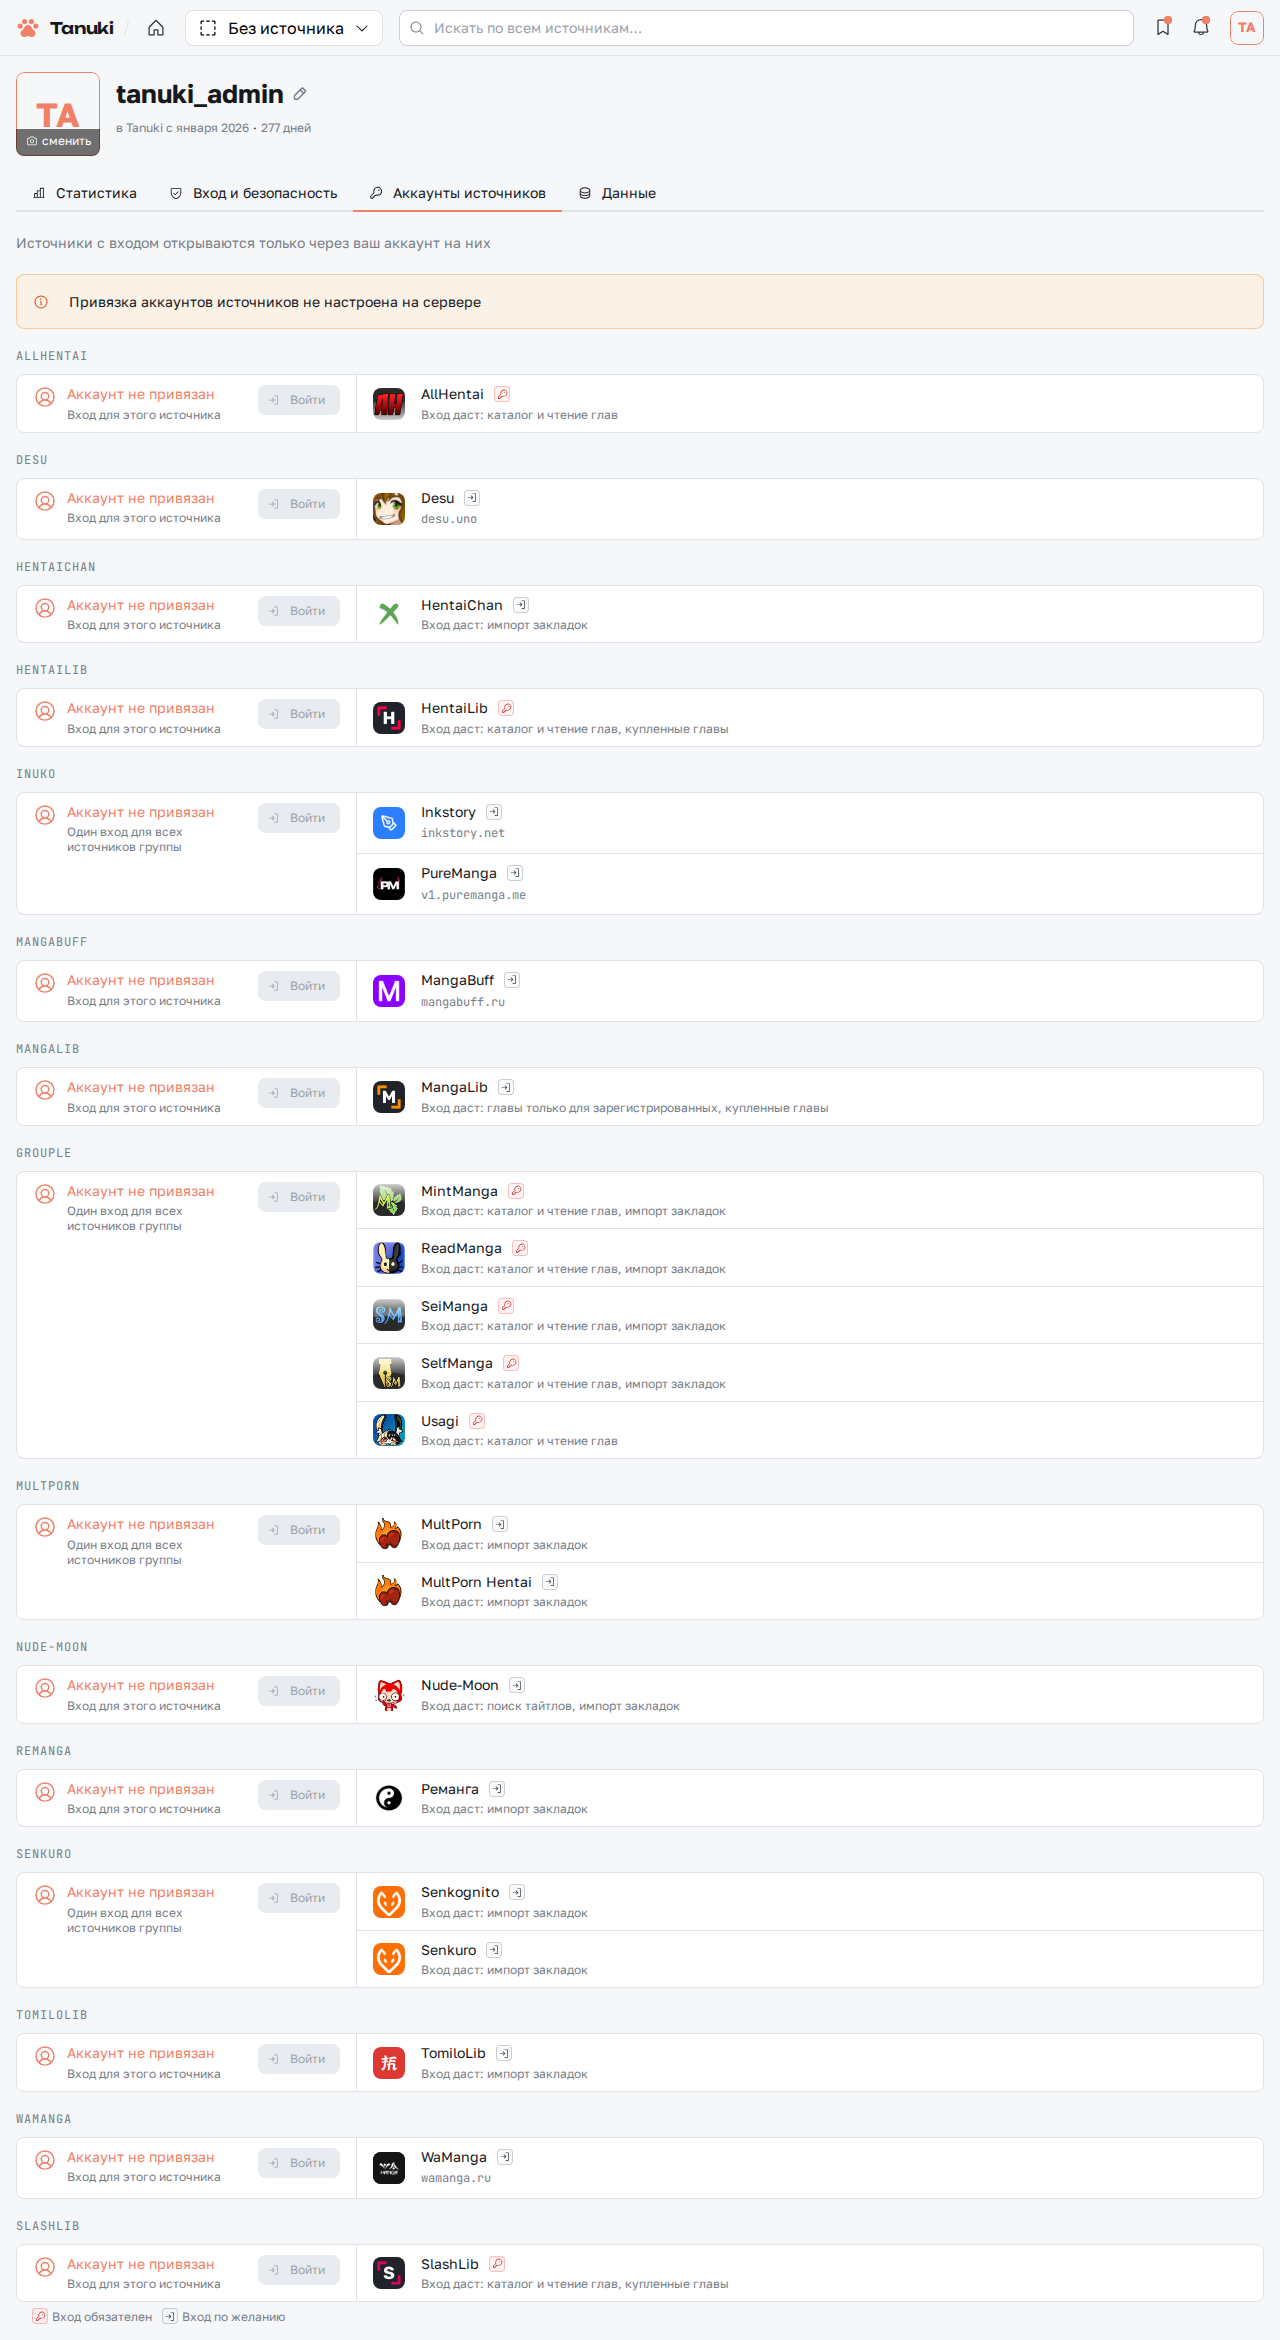 Tanuki / Без источника Искать по всем источникам... TA
TA
сменить
tanuki_admin
в Tanuki с января 2026 · 277 дней
Статистика Вход и безопасность Аккаунты источников Данные
Источники с входом открываются только через ваш аккаунт на них
Привязка аккаунтов источников не настроена на сервере
ALLHENTAI
Аккаунт не привязан
Вход для этого источника
Войти
AH
AllHentai
Вход даст: каталог и чтение глав
DESU
Аккаунт не привязан
Вход для этого источника
Войти
Desu
desu.uno
HENTAICHAN
Аккаунт не привязан
Вход для этого источника
Войти
HentaiChan
Вход даст: импорт закладок
HENTAILIB
Аккаунт не привязан
Вход для этого источника
Войти
H
HentaiLib
Вход даст: каталог и чтение глав, купленные главы
INUKO
Аккаунт не привязан
Один вход для всех
источников группы
Войти
Inkstory
inkstory.net
PM
PureManga
v1.puremanga.me
MANGABUFF
Аккаунт не привязан
Вход для этого источника
Войти
M
MangaBuff
mangabuff.ru
MANGALIB
Аккаунт не привязан
Вход для этого источника
Войти
M
MangaLib
Вход даст: главы только для зарегистрированных, купленные главы
GROUPLE
Аккаунт не привязан
Один вход для всех
источников группы
Войти
MintManga
Вход даст: каталог и чтение глав, импорт закладок
ReadManga
Вход даст: каталог и чтение глав, импорт закладок
SM
SeiManga
Вход даст: каталог и чтение глав, импорт закладок
SelfManga
Вход даст: каталог и чтение глав, импорт закладок
Usagi
Вход даст: каталог и чтение глав
MULTPORN
Аккаунт не привязан
Один вход для всех
источников группы
Войти
MultPorn
Вход даст: импорт закладок
MultPorn Hentai
Вход даст: импорт закладок
NUDE-MOON
Аккаунт не привязан
Вход для этого источника
Войти
Nude-Moon
Вход даст: поиск тайтлов, импорт закладок
REMANGA
Аккаунт не привязан
Вход для этого источника
Войти
Реманга
Вход даст: импорт закладок
SENKURO
Аккаунт не привязан
Один вход для всех
источников группы
Войти
Senkognito
Вход даст: импорт закладок
Senkuro
Вход даст: импорт закладок
TOMILOLIB
Аккаунт не привязан
Вход для этого источника
Войти
TomiloLib
Вход даст: импорт закладок
WAMANGA
Аккаунт не привязан
Вход для этого источника
Войти
WaManga
wamanga.ru
SLASHLIB
Аккаунт не привязан
Вход для этого источника
Войти
S
SlashLib
Вход даст: каталог и чтение глав, купленные главы
Вход обязателен Вход по желанию